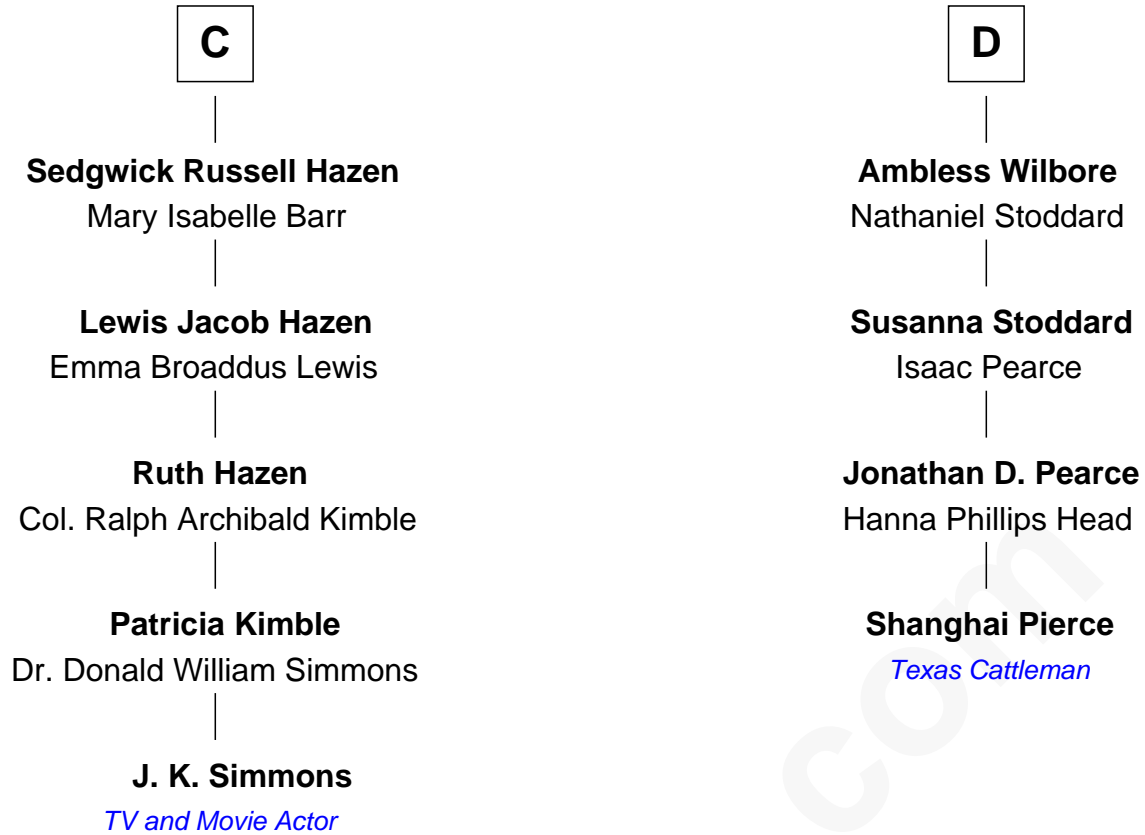 C
Sedgwick Russell Hazen
Mary Isabelle Barr
Lewis Jacob Hazen
Emma Broaddus Lewis
Ruth Hazen
Col. Ralph Archibald Kimble
Patricia Kimble
Dr. Donald William Simmons
J. K. Simmons
TV and Movie Actor
D
Ambless Wilbore
Nathaniel Stoddard
Susanna Stoddard
Isaac Pearce
Jonathan D. Pearce
Hanna Phillips Head
Shanghai Pierce
Texas Cattleman
com